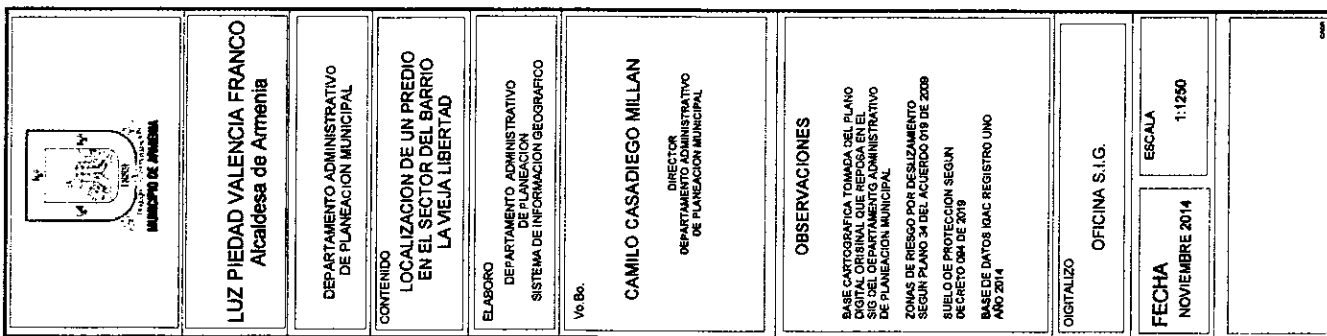 MUNICIPIO DE ARMENIA
LUZ PIEDAD VALENCIA FRANCO
Alcaldesa de Armenia
DEPARTAMENTO ADMINISTRATIVO
DE PLANEACION MUNICIPAL
CONTENIDO
LOCALIZACION DE UN PREDIO
EN EL SECTOR DEL BARRIO
LA VIEJA LIBERTAD
ELABORO
DEPARTAMENTO ADMINISTRATIVO
DE PLANEACION
SISTEMA DE INFORMACION GEOGRAFICO
Vo.Bo.
CAMILO CASADIEGO MILLAN
DIRECTOR
DEPARTAMENTO ADMINISTRATIVO
DE PLANEACION MUNICIPAL
OBSERVACIONES
BASE CARTOGRAFICA TOMADA DEL PLANO
DIGITAL ORISINAL QUE REPOSA EN EL
SIG DEL DEPARTAMENTO ADMINISTRATIVO
DE PLANEACION MUNICIPAL
ZONAS DE RIESGO POR DESLIZAMIENTO
SEGUN PLANO 34 DEL ACUERDO 019 DE 2009
SUELO DE PROTECCION SEGUN
DECRETO 094 DE 2019
BASE DE DATOS IGAC REGISTRO UNO
AÑO 2014
DIGITALIZO
OFICINA S.I.G.
FECHA
NOVIEMBRE 2014
ESCALA
1:1250